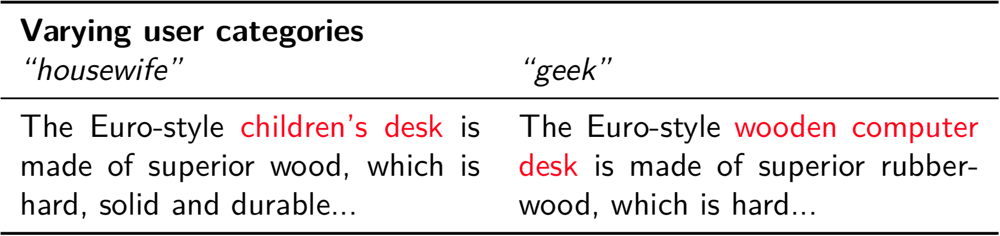 Varying user categories
“housewife”
“geek”
The Euro-style children’s desk is
made of superior wood, which is
hard, solid and durable...
The Euro-style wooden computer
desk is made of superior rubber-
wood, which is hard...